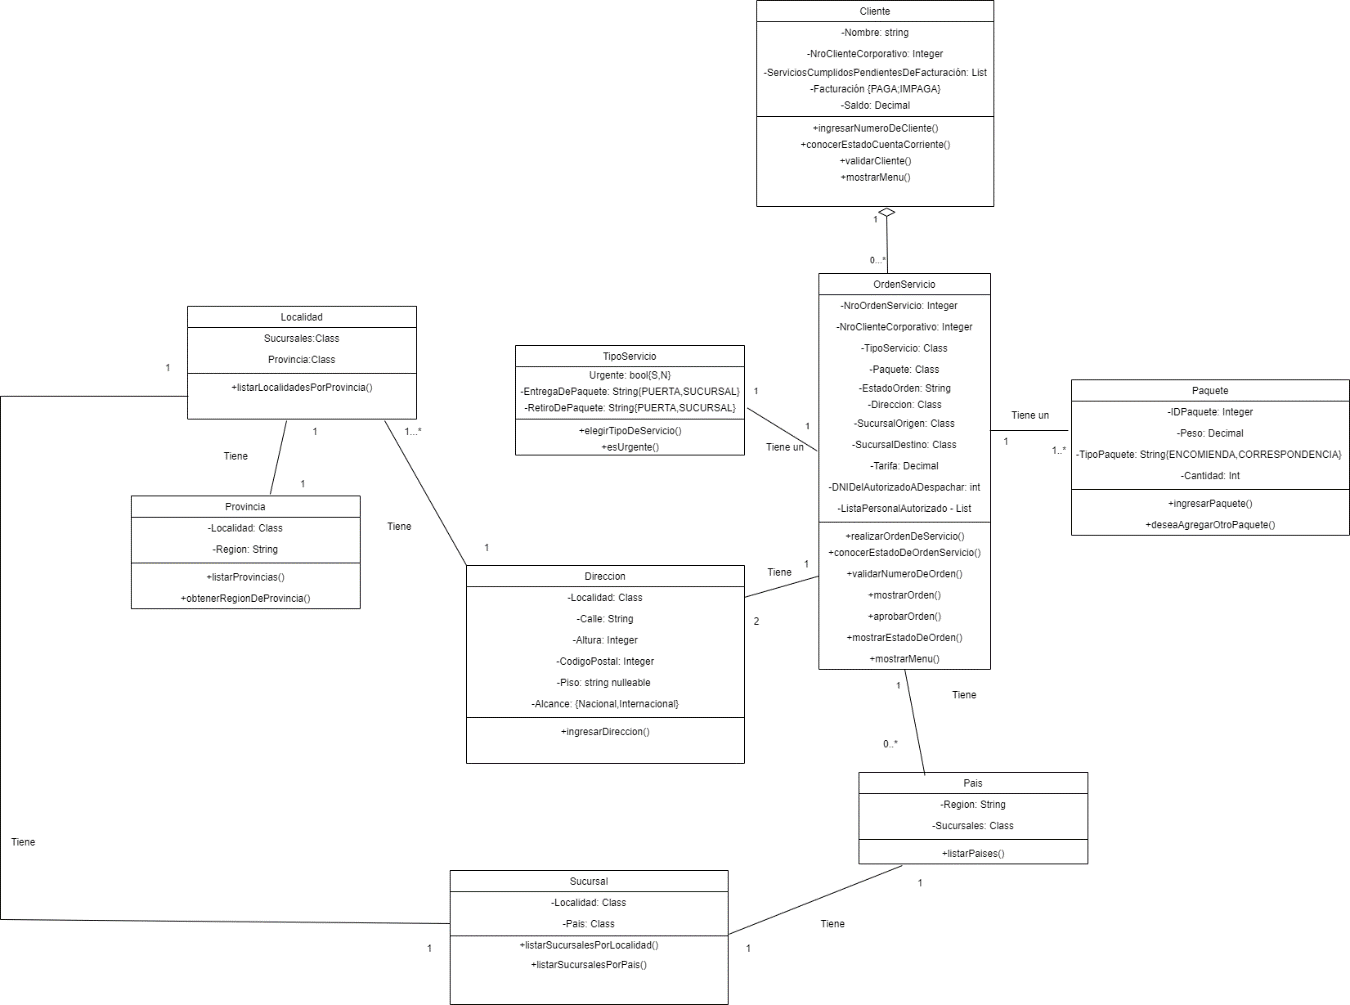 Cliente
-Nombre: string
-NroClienteCorporativo: Integer
-ServiciosCumplidosPendientesDeFacturación: List
-Facturación {PAGA;IMPAGA}
-Saldo: Decimal
+ingresarNumeroDeCliente()
+conocerEstadoCuentaCorriente()
+validarCliente()
+mostrarMenu()
1
0...*
OrdenServicio
-NroOrdenServicio: Integer
-NroClienteCorporativo: Integer
-TipoServicio: Class
-Paquete: Class
-EstadoOrden: String
-Direccion: Class
-SucursalOrigen: Class
-SucursalDestino: Class
-Tarifa: Decimal
-DNIDelAutorizadoADespachar: int
-ListaPersonalAutorizado - List
+realizarOrdenDeServicio()
+conocerEstadoDeOrdenServicio()
+validarNumeroDeOrden()
+mostrarOrden()
+aprobarOrden()
+mostrarEstadoDeOrden()
+mostrarMenu()
Localidad
Sucursales:Class
Provincia:Class
+listarLocalidadesPorProvincia()
1
1
1...*
Tiene
1
TipoServicio
Urgente: bool{S,N}
-EntregaDePaquete: String{PUERTA,SUCURSAL}
-RetiroDePaquete: String{PUERTA,SUCURSAL}
+elegirTipoDeServicio()
+esUrgente()
1
1
Tiene un
Tiene un
1
1..*
Paquete
-IDPaquete: Integer
-Peso: Decimal
-TipoPaquete: String{ENCOMIENDA,CORRESPONDENCIA}
-Cantidad: Int
+ingresarPaquete()
+deseaAgregarOtroPaquete()
Provincia
-Localidad: Class
-Region: String
+listarProvincias()
+obtenerRegionDeProvincia()
Tiene
1
Direccion
-Localidad: Class
-Calle: String
-Altura: Integer
-CodigoPostal: Integer
-Piso: string nulleable
-Alcance: {Nacional,Internacional}
+ingresarDireccion()
Tiene
1
2
1
Tiene
0..*
Pais
-Region: String
-Sucursales: Class
+listarPaises()
Tiene
Sucursal
-Localidad: Class
-Pais: Class
+listarSucursalesPorLocalidad()
+listarSucursalesPorPais()
1
1
1
Tiene